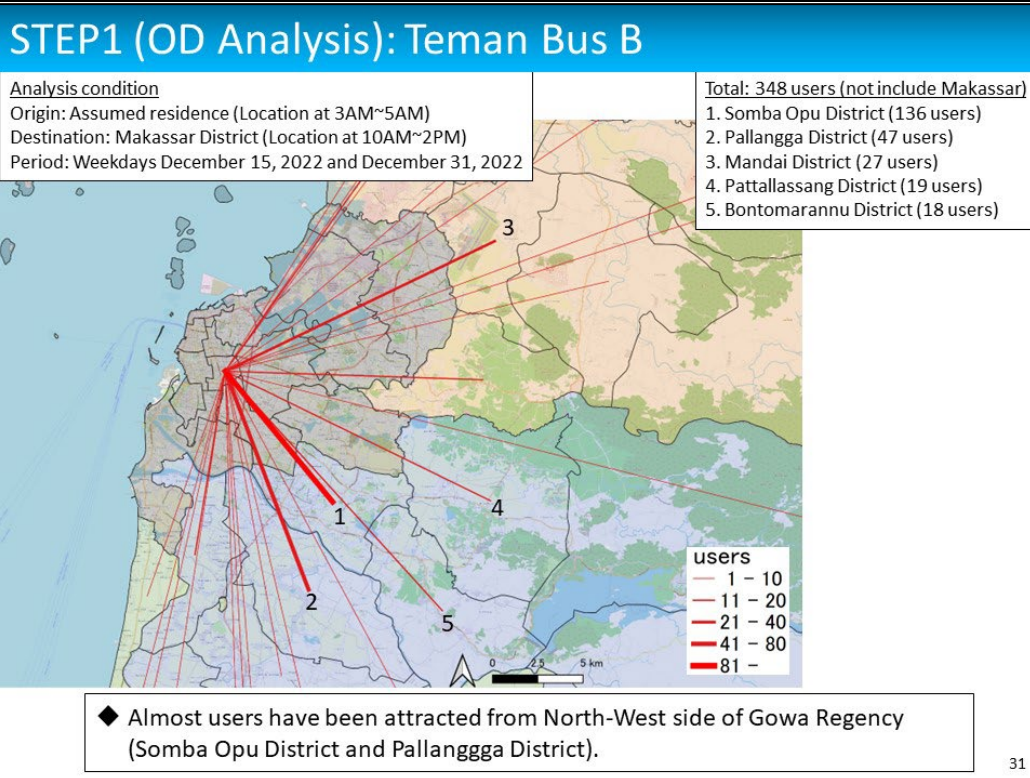 STEP1 (OD Analysis): Teman Bus B
Analysis condition
Origin: Assumed residence (Location at 3AM~5AM)
Destination: Makassar District (Location at 10AM~2PM)
Period: Weekdays December 15, 2022 and December 31, 2022
Total: 348 users (not include Makassar)
1. Somba Opu District (136 users)
2. Pallangga District (47 users)
3. Mandai District (27 users)
4. Pattallassang District (19 users)
5. Bontomarannu District (18 users)
3
4
1
2
5
users
1 - 10
11 - 20
21 - 40
41 - 80
81 -
0 2.5 5 km
◆ Almost users have been attracted from North-West side of Gowa Regency
(Somba Opu District and Pallanggga District).
31